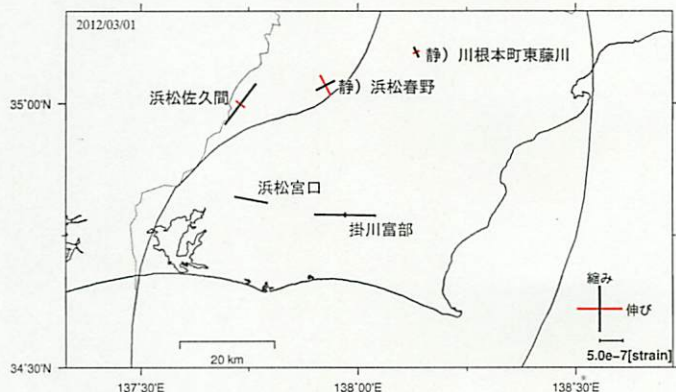 2012/03/01
静）川根本町東藤川
静）浜松春野
35°00'N
浜松佐久間
浜松宮口
掛川富部
縮み
伸び
5.0e-7[strain]
20 km
34°30'N
137°30'E
138°00'E
138°30'E